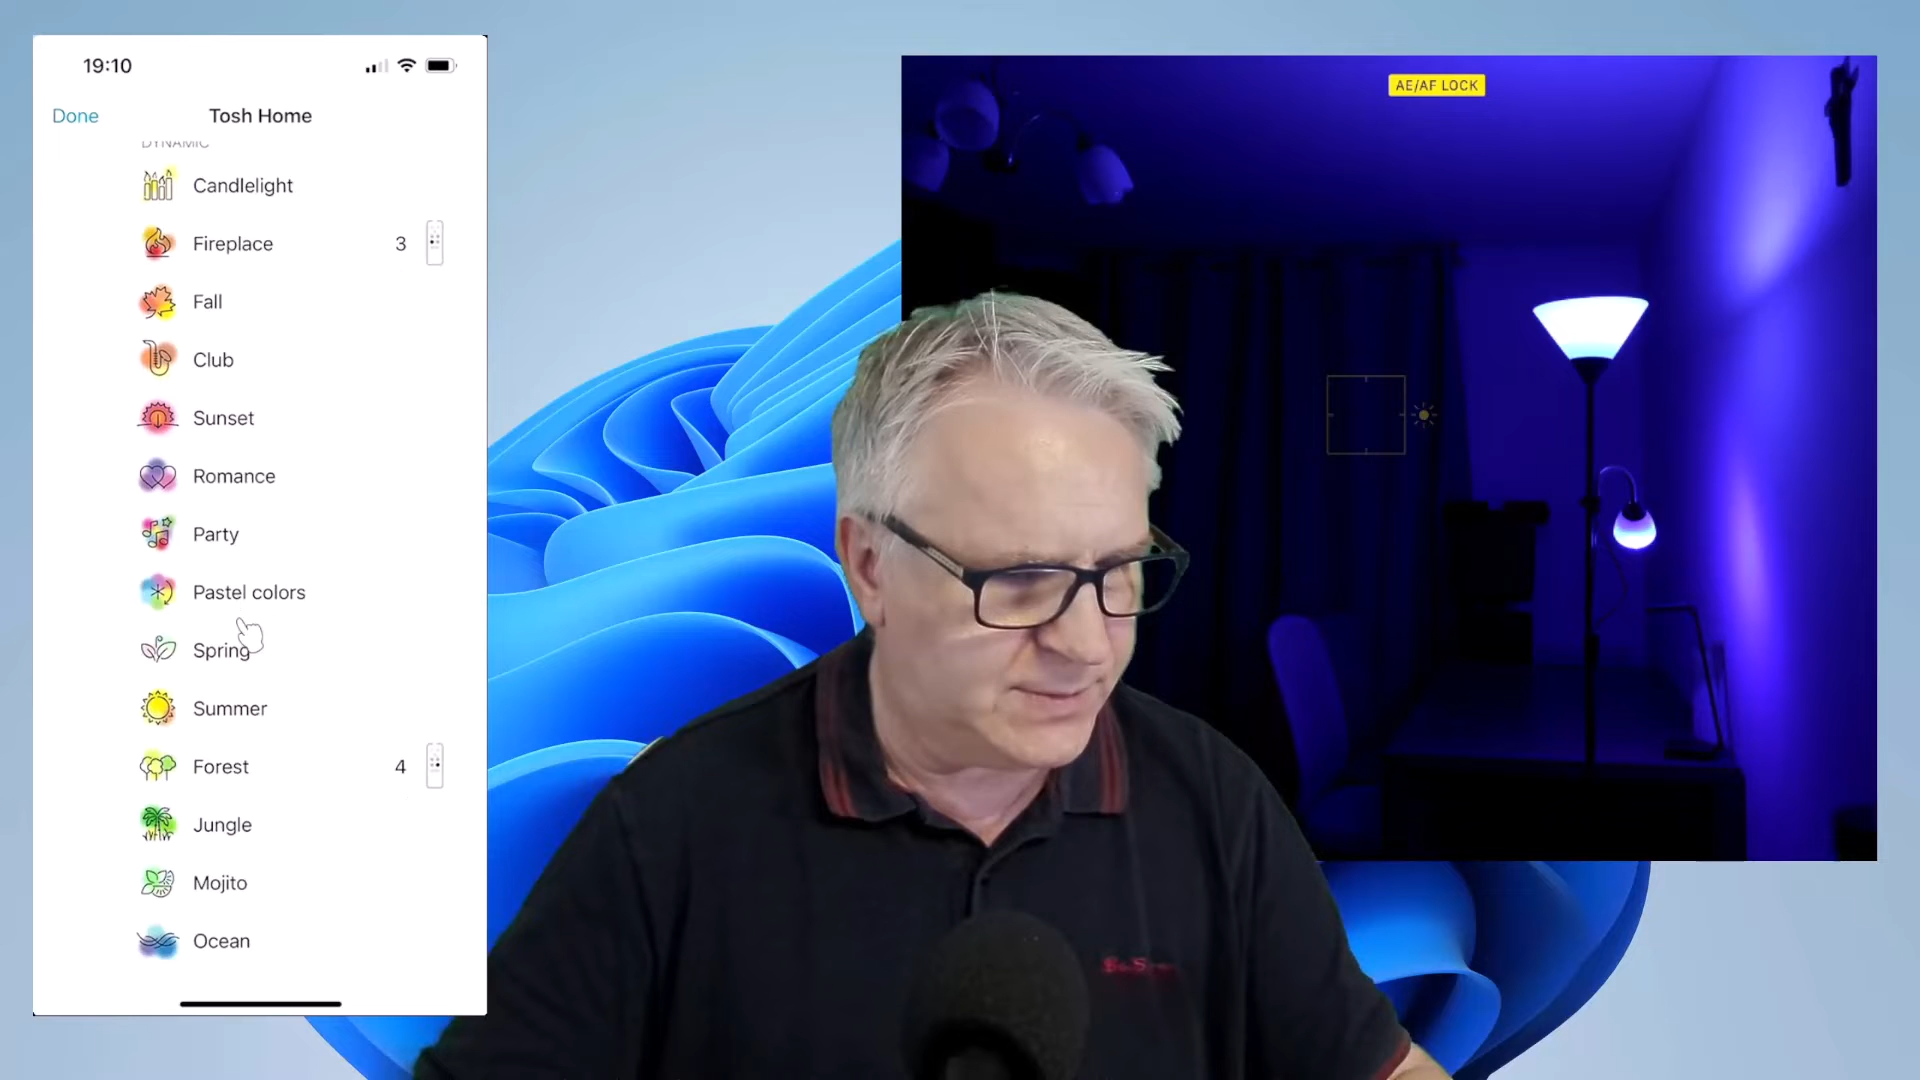 19:10
Done
Tosh Home
DYNAMIC
Candlelight
Fireplace 3
Fall
Club
Sunset
Romance
Party
Pastel colors
Spring
Summer
Forest 4
Jungle
Mojito
Ocean
AE/AF LOCK